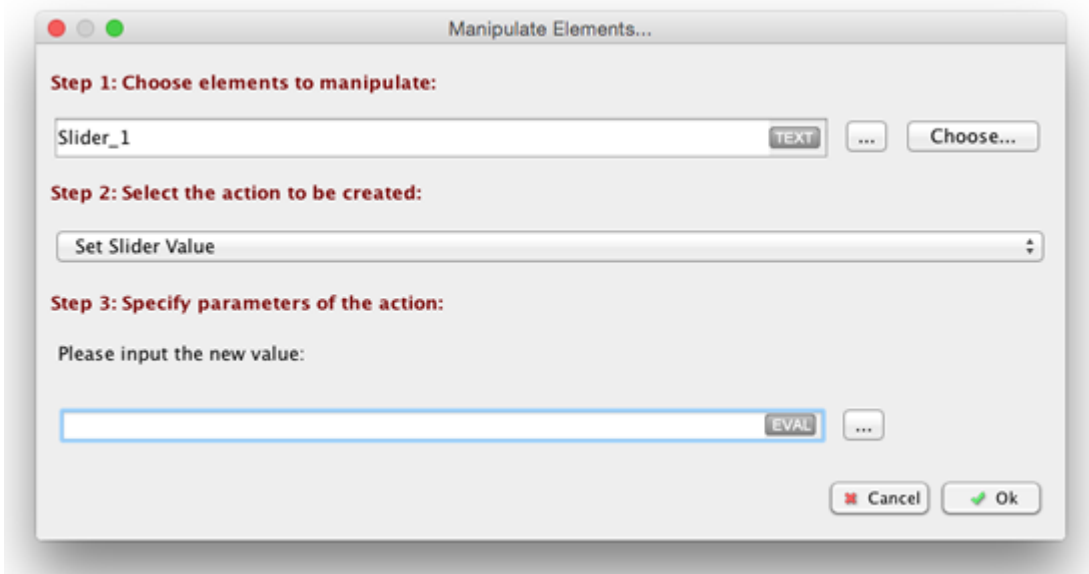 Manipulate Elements...
Step 1: Choose elements to manipulate:
Slider_1 TEXT ... Choose...
Step 2: Select the action to be created:
Set Slider Value
Step 3: Specify parameters of the action:
Please input the new value:
EVAL ...
Cancel Ok